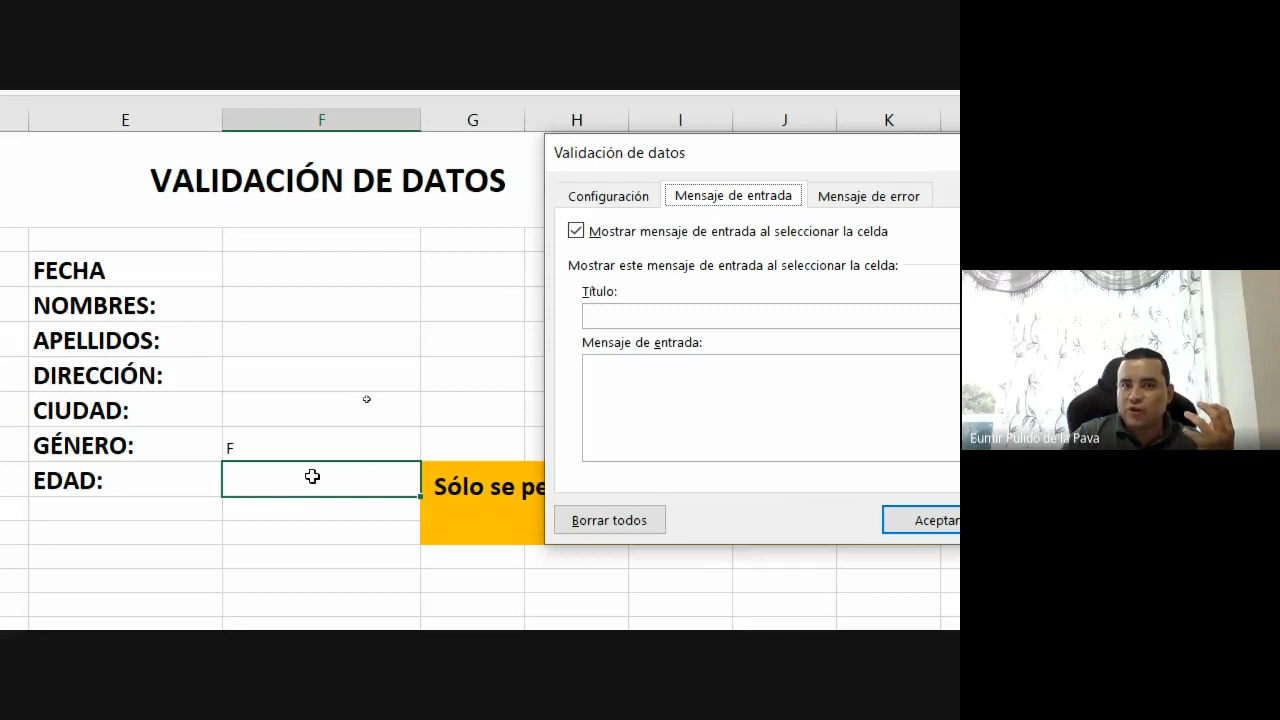 E F G H I J K
VALIDACIÓN DE DATOS
FECHA
NOMBRES:
APELLIDOS:
DIRECCIÓN:
CIUDAD:
GÉNERO: F
EDAD:
Sólo se pe
Validación de datos
Configuración Mensaje de entrada Mensaje de error
Mostrar mensaje de entrada al seleccionar la celda
Mostrar este mensaje de entrada al seleccionar la celda:
Título:
Mensaje de entrada:
Borrar todos Aceptar
Eumir Pulido de la Pava